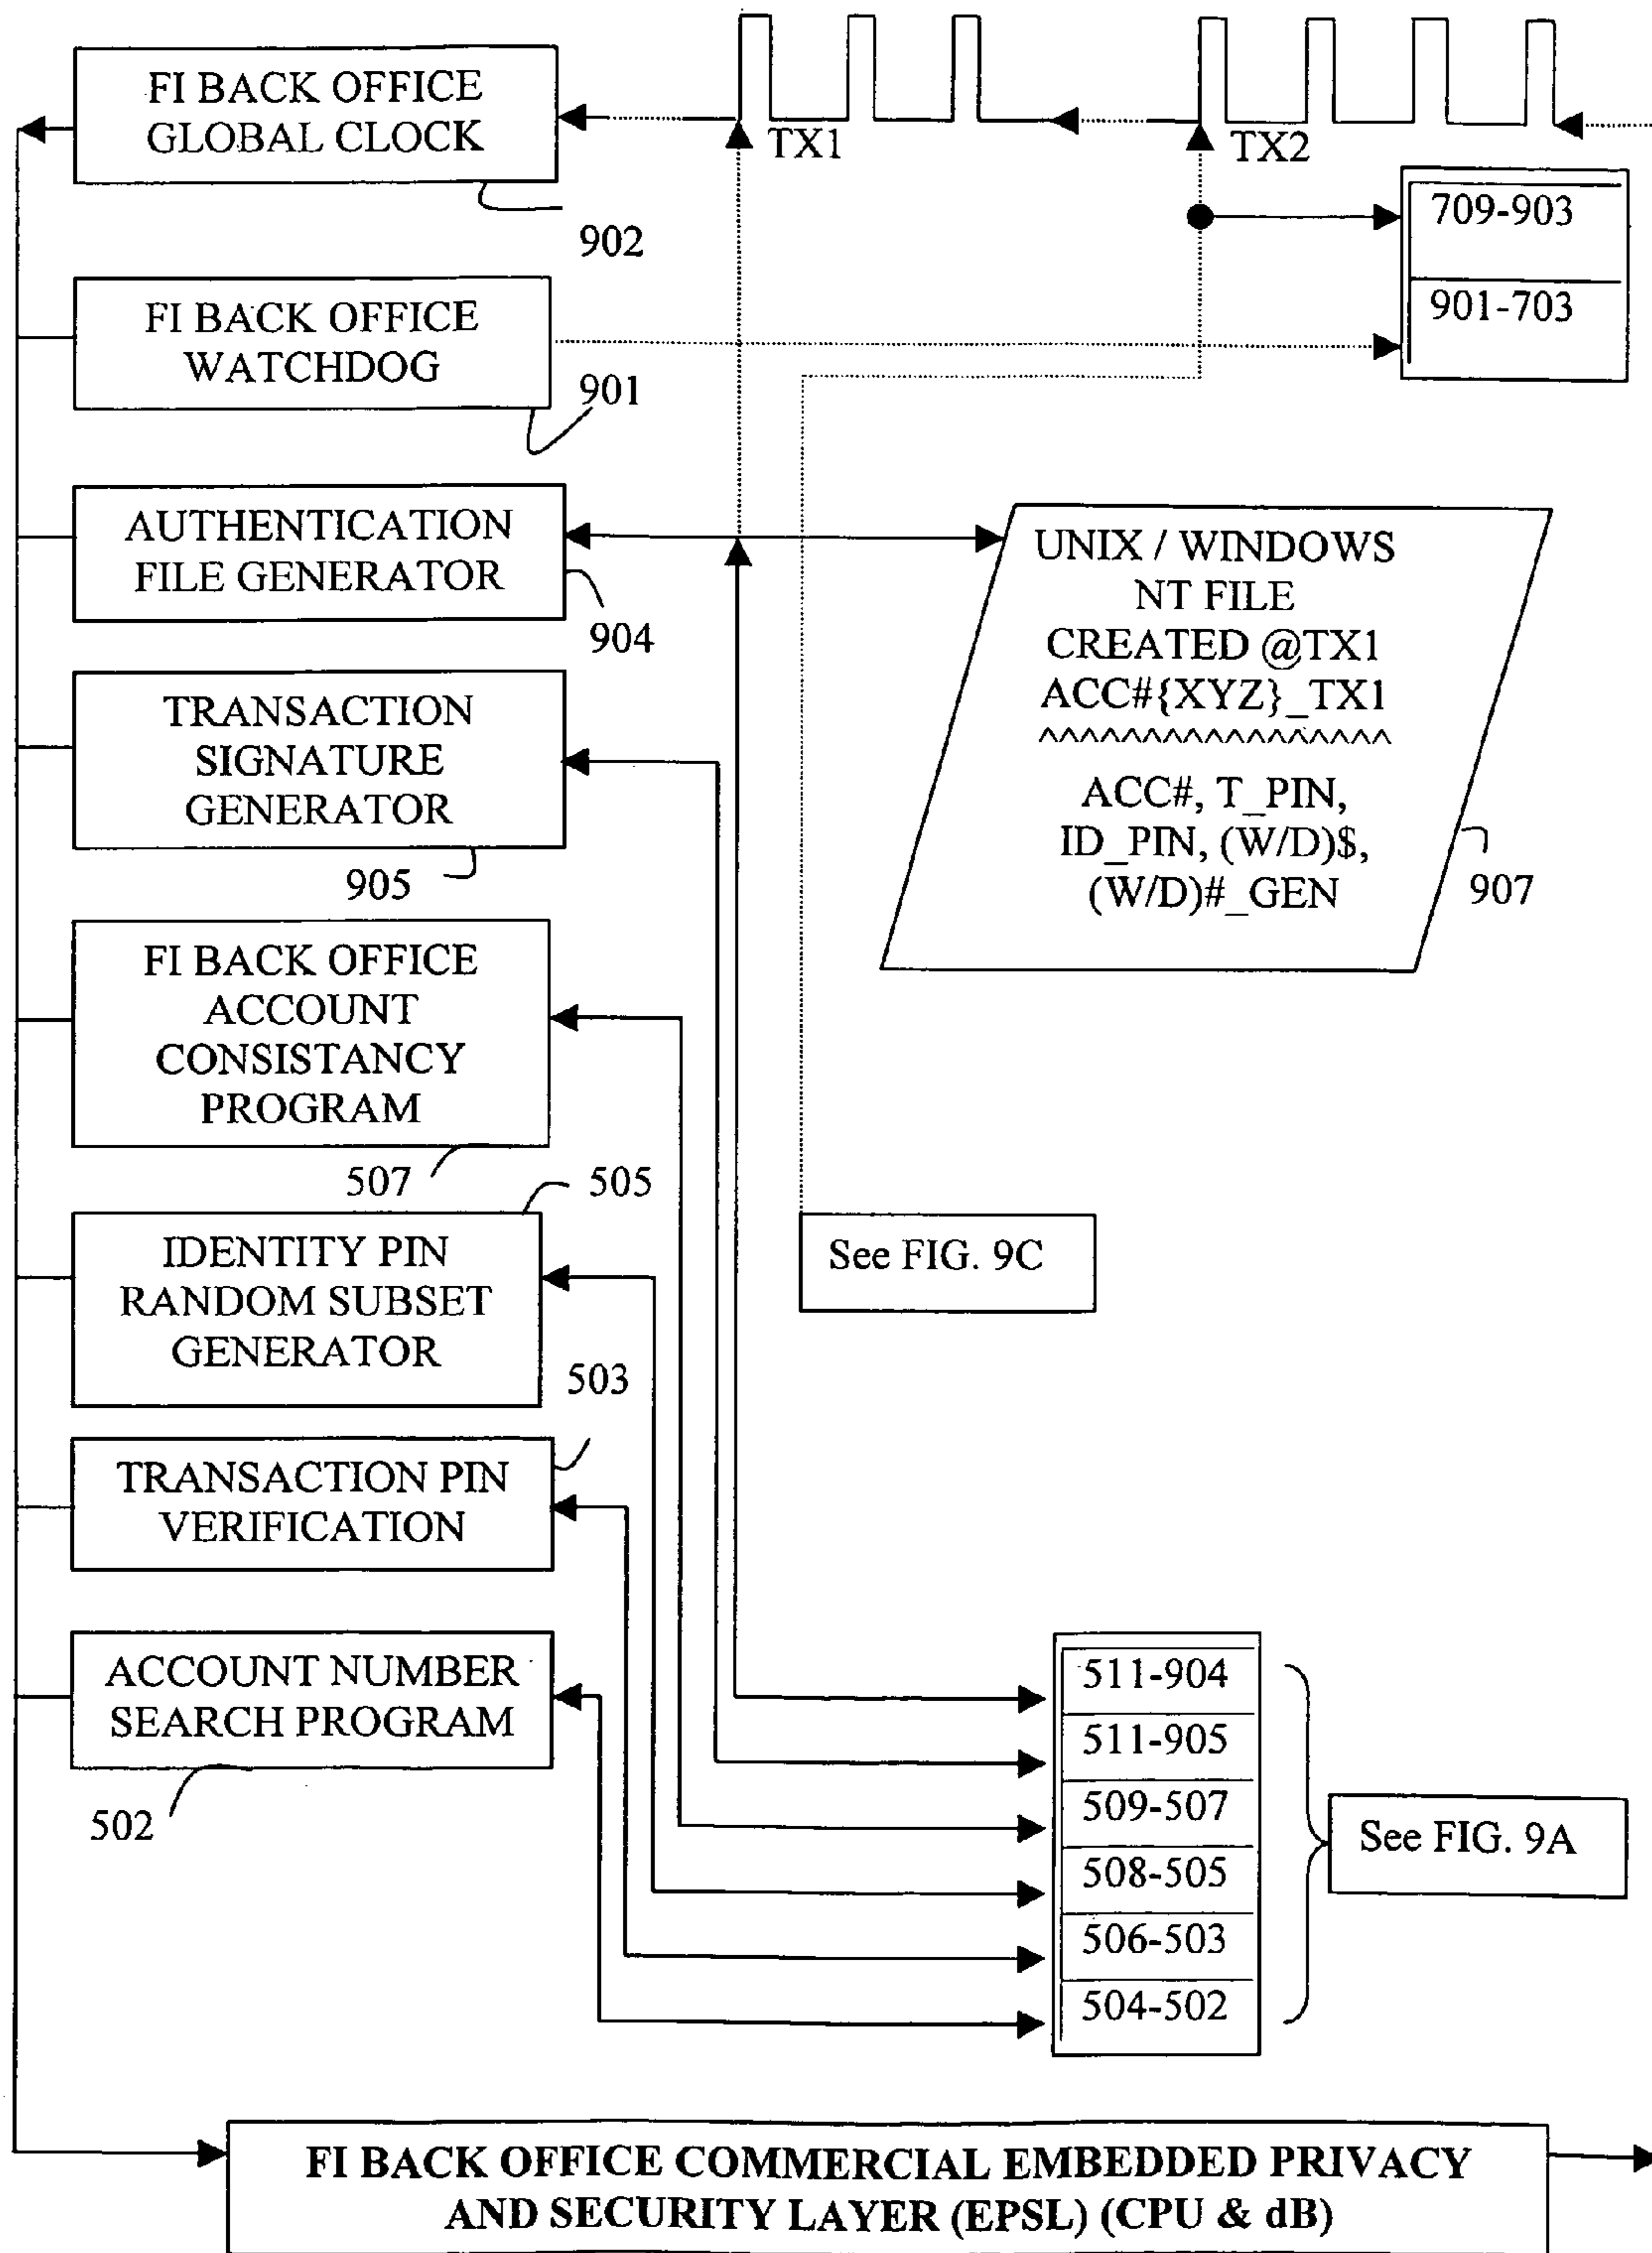 FI BACK OFFICE
GLOBAL CLOCK
902
TX1
TX2
709-903
901-703
FI BACK OFFICE
WATCHDOG
901
AUTHENTICATION
FILE GENERATOR
904
UNIX / WINDOWS
NT FILE
CREATED @TX1
ACC#{XYZ}_TX1
^^^^^^^^^^^^^^^^^
ACC#, T_PIN,
ID_PIN, (W/D)$,
(W/D)#_GEN
907
TRANSACTION
SIGNATURE
GENERATOR
905
FI BACK OFFICE
ACCOUNT
CONSISTANCY
PROGRAM
507
505
IDENTITY PIN
RANDOM SUBSET
GENERATOR
See FIG. 9C
503
TRANSACTION PIN
VERIFICATION
ACCOUNT NUMBER
SEARCH PROGRAM
502
511-904
511-905
509-507
508-505
506-503
504-502
See FIG. 9A
FI BACK OFFICE COMMERCIAL EMBEDDED PRIVACY
AND SECURITY LAYER (EPSL) (CPU & dB)